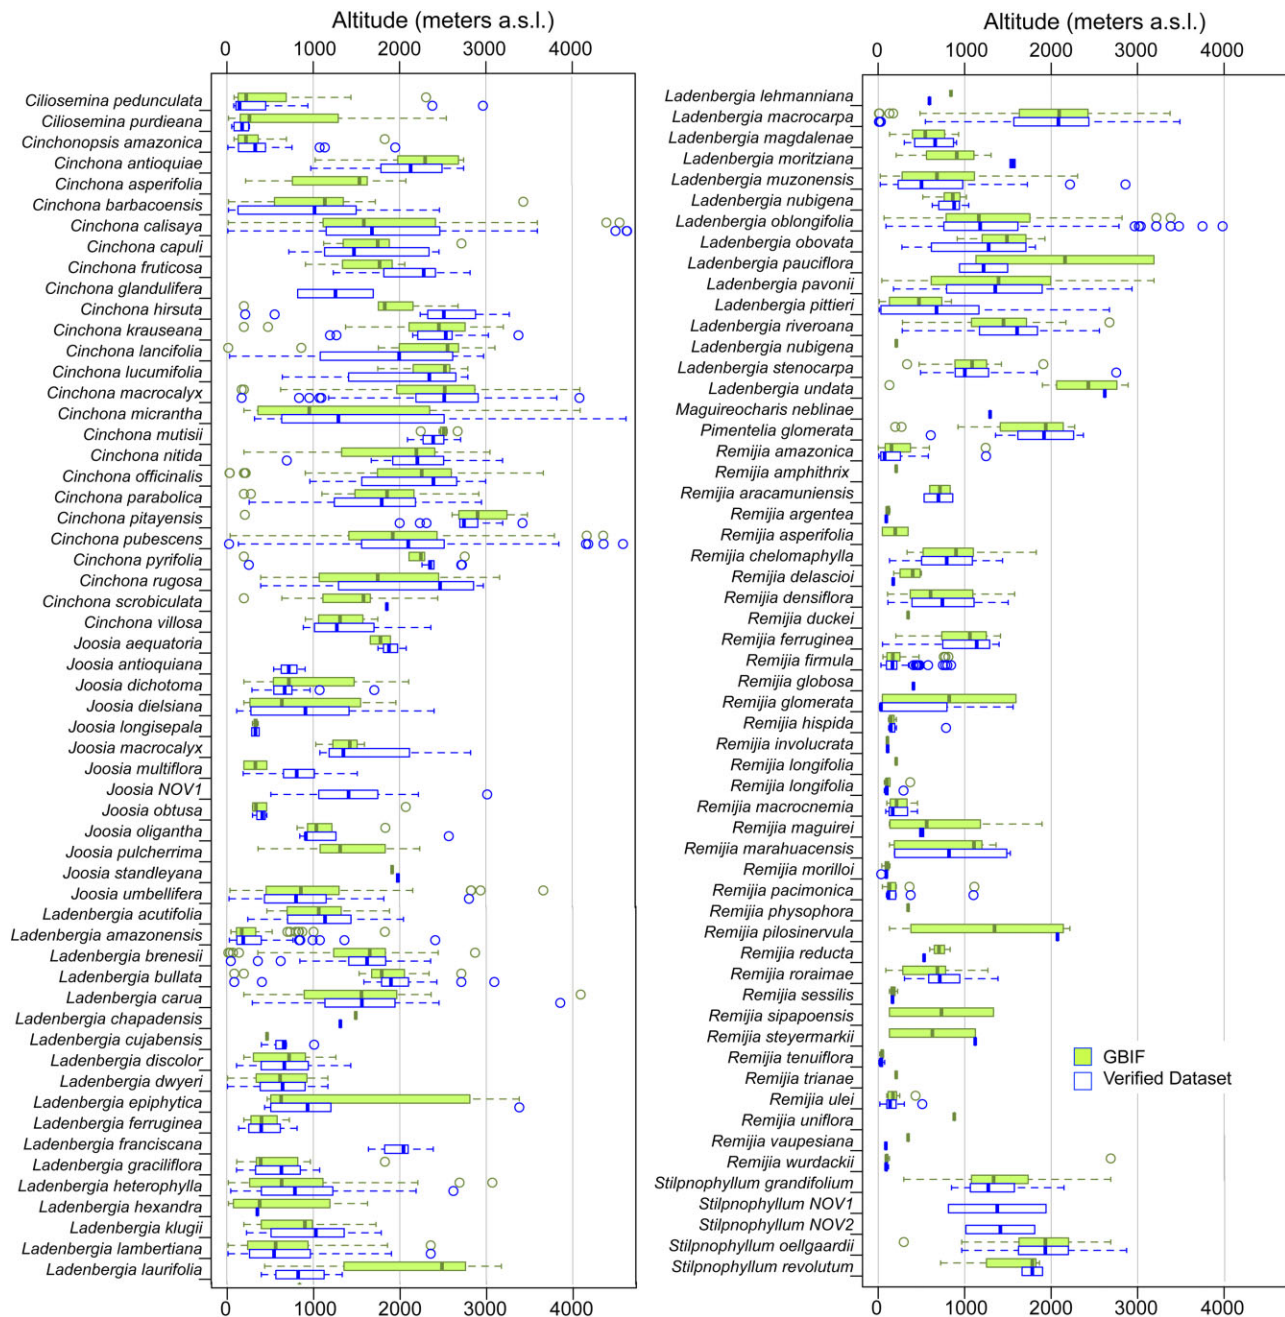 Altitude (meters a.s.l.)
0 1000 2000 3000 4000
Ciliosemina pedunculata
Ciliosemina purdieana
Cinchonopsis amazonica
Cinchona antioquiae
Cinchona asperifolia
Cinchona barbacoensis
Cinchona calisaya
Cinchona capuli
Cinchona fruticosa
Cinchona glandulifera
Cinchona hirsuta
Cinchona krauseana
Cinchona lancifolia
Cinchona lucumifolia
Cinchona macrocalyx
Cinchona micrantha
Cinchona mutisii
Cinchona nitida
Cinchona officinalis
Cinchona parabolica
Cinchona pitayensis
Cinchona pubescens
Cinchona pyrifolia
Cinchona rugosa
Cinchona scrobiculata
Cinchona villosa
Joosia aequatoria
Joosia antioquiana
Joosia dichotoma
Joosia dielsiana
Joosia longisepala
Joosia macrocalyx
Joosia multiflora
Joosia NOV1
Joosia obtusa
Joosia oligantha
Joosia pulcherrima
Joosia standleyana
Joosia umbellifera
Ladenbergia acutifolia
Ladenbergia amazonensis
Ladenbergia brenesii
Ladenbergia bullata
Ladenbergia carua
Ladenbergia chapadensis
Ladenbergia cujabensis
Ladenbergia discolor
Ladenbergia dwyeri
Ladenbergia epiphytica
Ladenbergia ferruginea
Ladenbergia franciscana
Ladenbergia graciliflora
Ladenbergia heterophylla
Ladenbergia hexandra
Ladenbergia klugii
Ladenbergia lambertiana
Ladenbergia laurifolia
0 1000 2000 3000 4000
Altitude (meters a.s.l.)
0 1000 2000 3000 4000
Ladenbergia lehmanniana
Ladenbergia macrocarpa
Ladenbergia magdalenae
Ladenbergia moritziana
Ladenbergia muzonensis
Ladenbergia nubigena
Ladenbergia oblongifolia
Ladenbergia obovata
Ladenbergia pauciflora
Ladenbergia pavonii
Ladenbergia pittieri
Ladenbergia riveroana
Ladenbergia nubigena
Ladenbergia stenocarpa
Ladenbergia undata
Maguireocharis neblinae
Pimentelia glomerata
Remijia amazonica
Remijia amphithrix
Remijia aracamuniensis
Remijia argentea
Remijia asperifolia
Remijia chelomaphylla
Remijia delascioi
Remijia densiflora
Remijia duckei
Remijia ferruginea
Remijia firmula
Remijia globosa
Remijia glomerata
Remijia hispida
Remijia involucrata
Remijia longifolia
Remijia longifolia
Remijia macrocnemia
Remijia maguirei
Remijia marahuacensis
Remijia morilloi
Remijia pacimonica
Remijia physophora
Remijia pilosinervula
Remijia reducta
Remijia roraimae
Remijia sessilis
Remijia sipapoensis
Remijia steyermarkii
Remijia tenuiflora
Remijia trianae
Remijia ulei
Remijia uniflora
Remijia vaupesiana
Remijia wurdackii
Stilpnophyllum grandifolium
Stilpnophyllum NOV1
Stilpnophyllum NOV2
Stilpnophyllum oellgaardii
Stilpnophyllum revolutum
GBIF
Verified Dataset
0 1000 2000 3000 4000